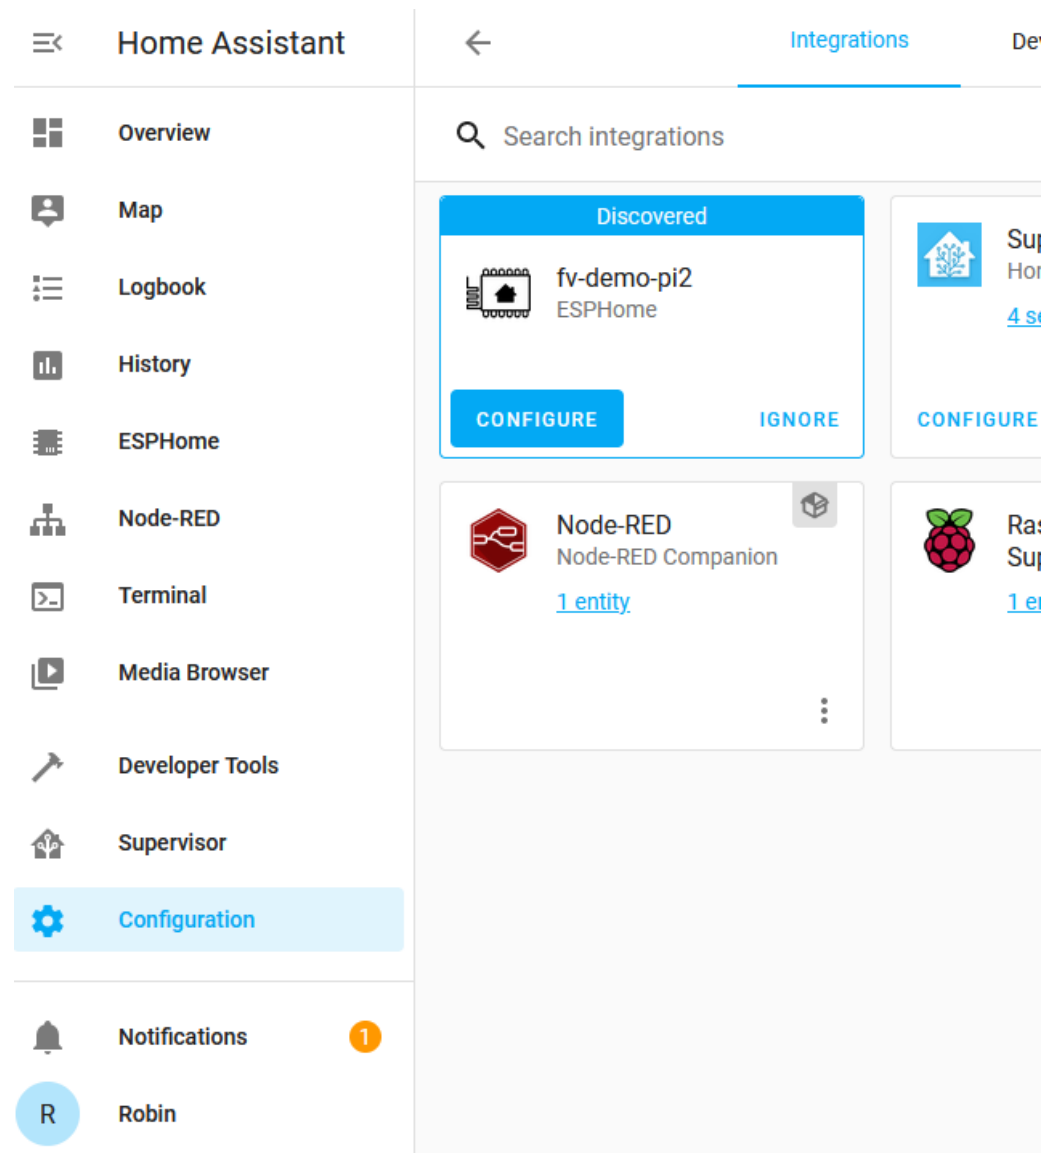 Home Assistant
Overview
Map
Logbook
History
ESPHome
Node-RED
Terminal
Media Browser
Developer Tools
Supervisor
Configuration
Notifications
1
R
Robin
Integrations
Search integrations
Discovered
fv-demo-pi2
ESPHome
CONFIGURE
IGNORE
CONFIGURE
Node-RED
Node-RED Companion
1 entity